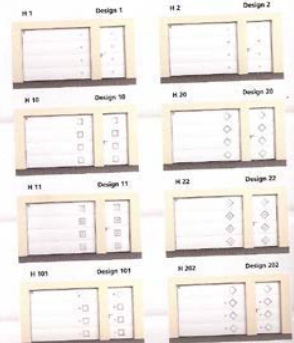 H 1 Design 1 H 2 Design 2
H 10 Design 10 H 20 Design 20
H 11 Design 11 H 22 Design 22
H 101 Design 101 H 202 Design 202